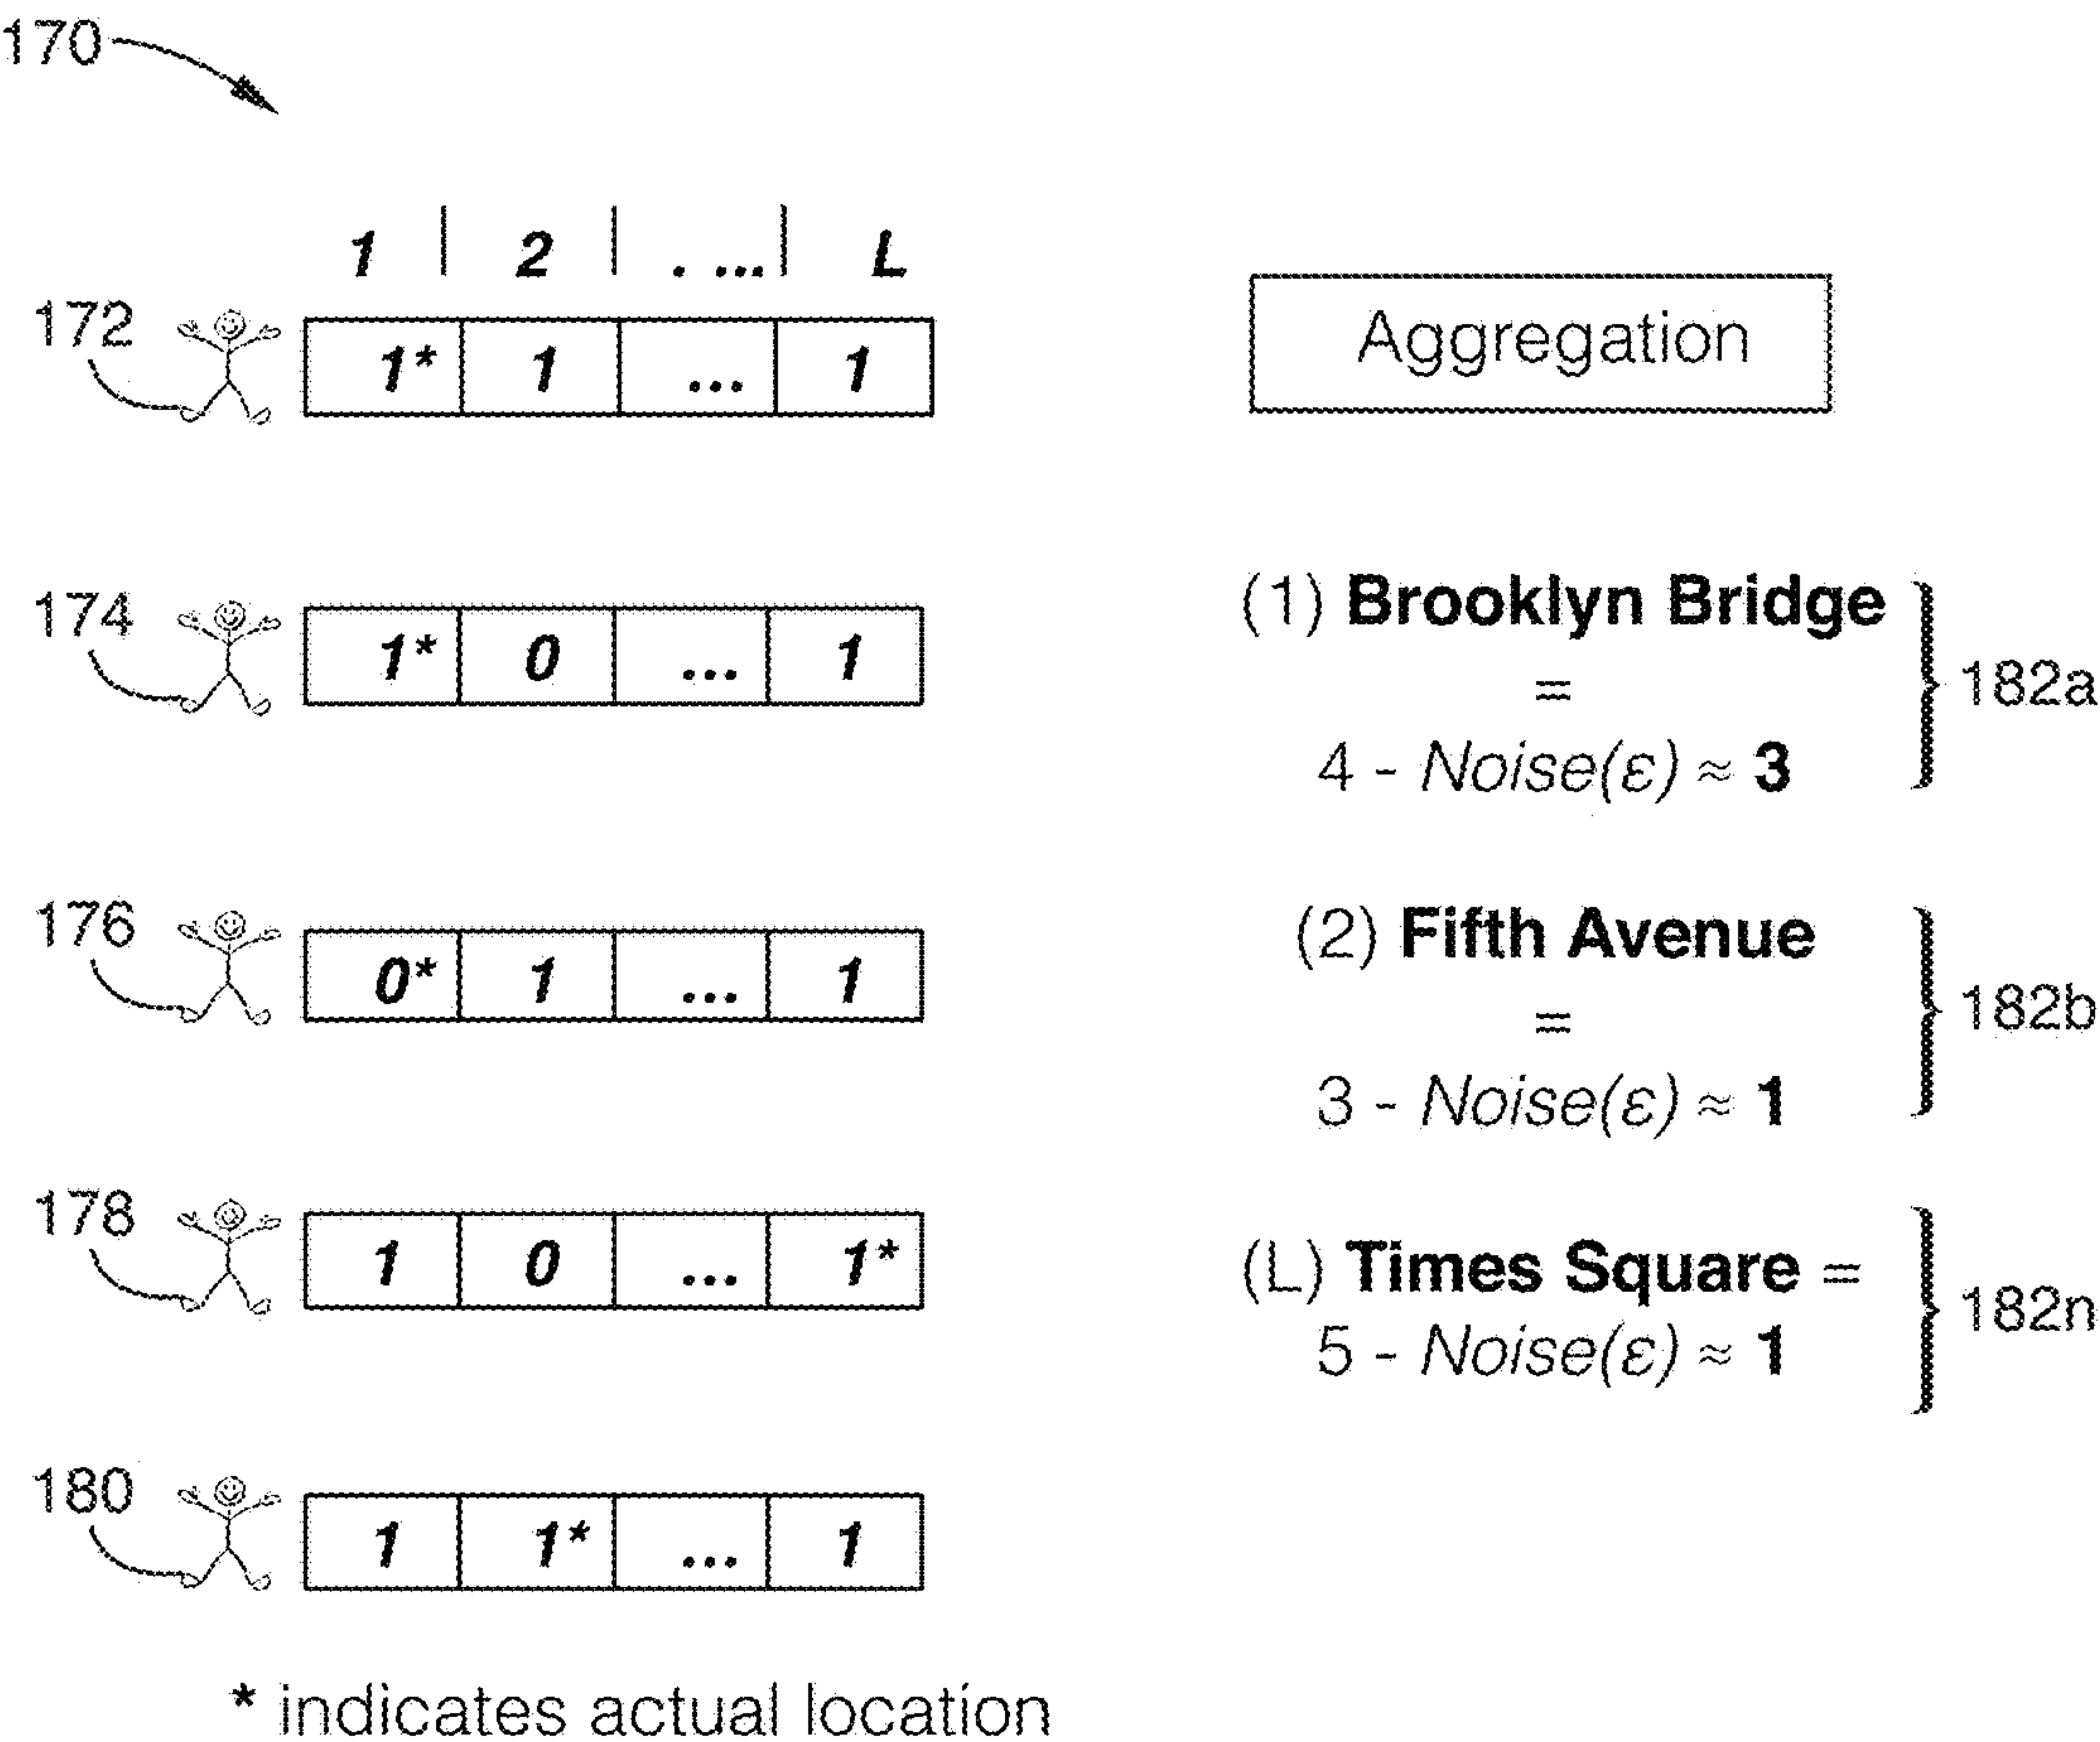 170
1 | 2 | . ... | L
172 1* 1 ... 1
Aggregation
174 1* 0 ... 1
(1) Brooklyn Bridge
=
4 - Noise(ε) ≈ 3
182a
176 0* 1 ... 1
(2) Fifth Avenue
=
3 - Noise(ε) ≈ 1
182b
178 1 0 ... 1*
(L) Times Square =
5 - Noise(ε) ≈ 1
182n
180 1 1* ... 1
* indicates actual location